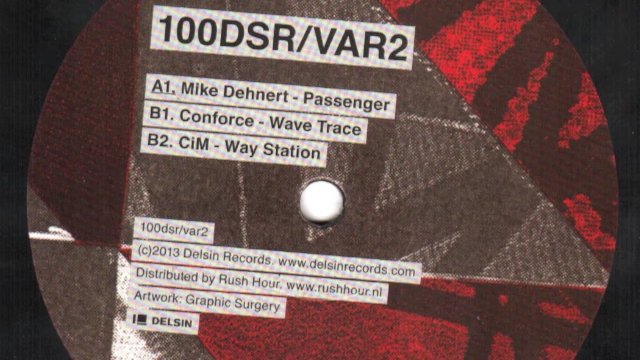 100DSR/VAR2
A1. Mike Dehnert - Passenger
B1. Conforce - Wave Trace
B2. CiM - Way Station
100dsr/var2
(c)2013 Delsin Records. www.delsinrecords.com
Distributed by Rush Hour. www.rushhour.nl
Artwork: Graphic Surgery
DELSIN